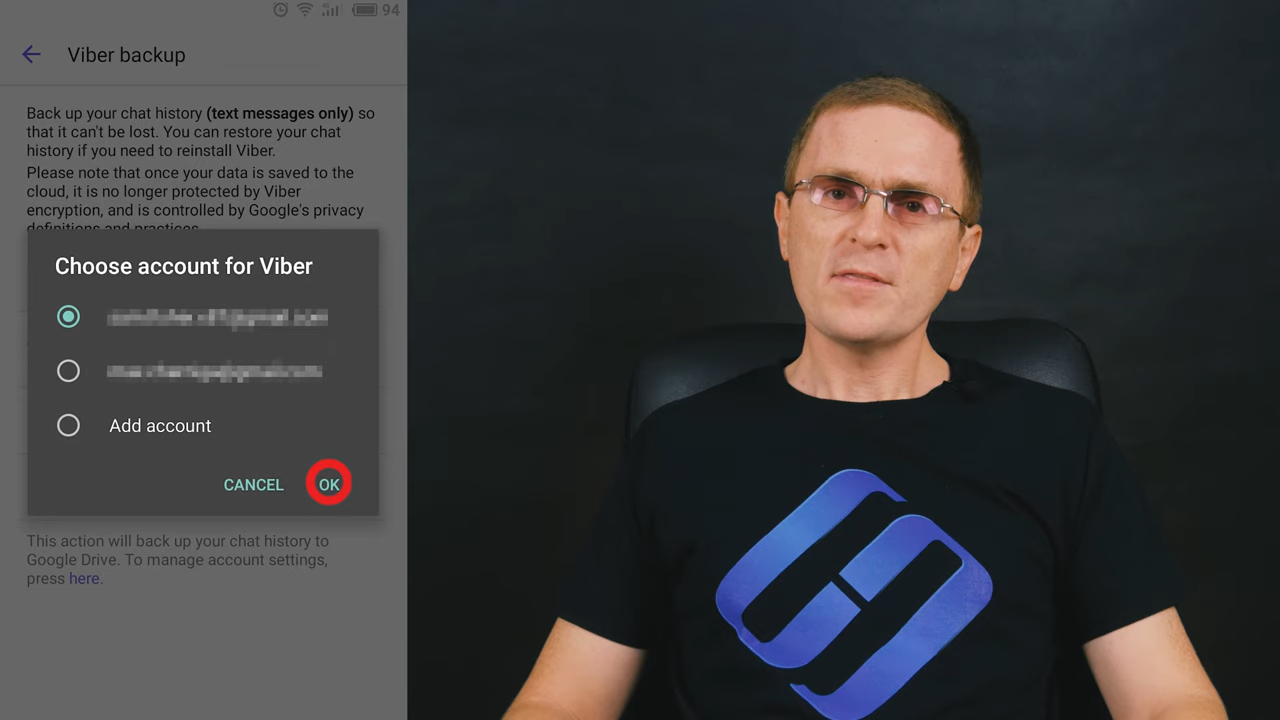 94
Viber backup
Back up your chat history (text messages only) so
that it can't be lost. You can restore your chat
history if you need to reinstall Viber.
Please note that once your data is saved to the
cloud, it is no longer protected by Viber
encryption, and is controlled by Google's privacy
definitions and practices.
Choose account for Viber
Add account
CANCEL OK
This action will back up your chat history to
Google Drive. To manage account settings,
press here.